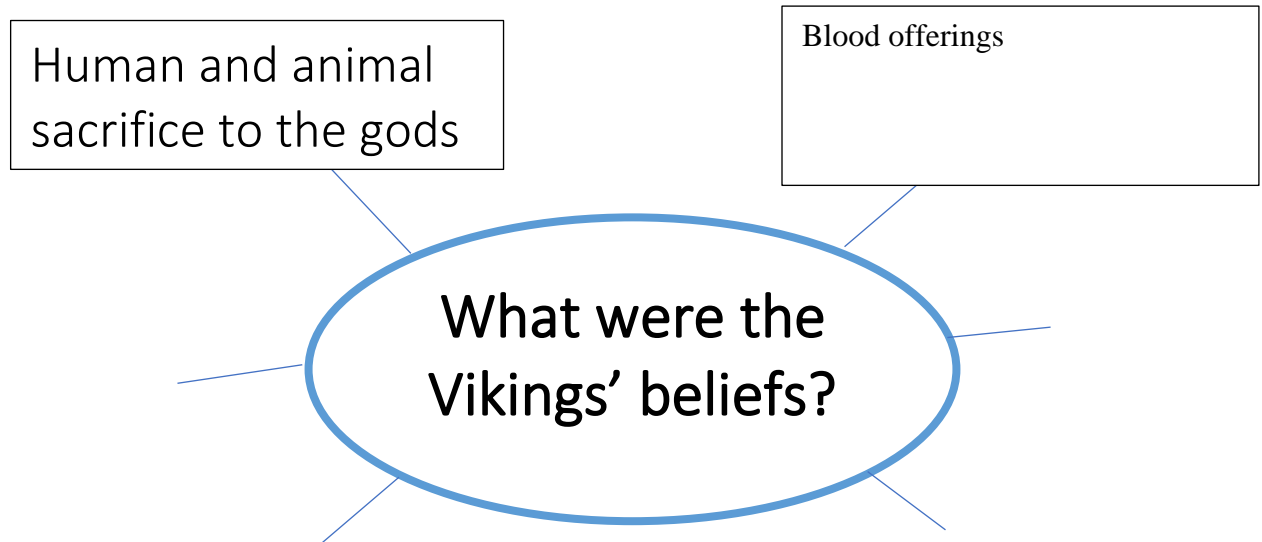 Human and animal
sacrifice to the gods
Blood offerings
What were the
Vikings’ beliefs?